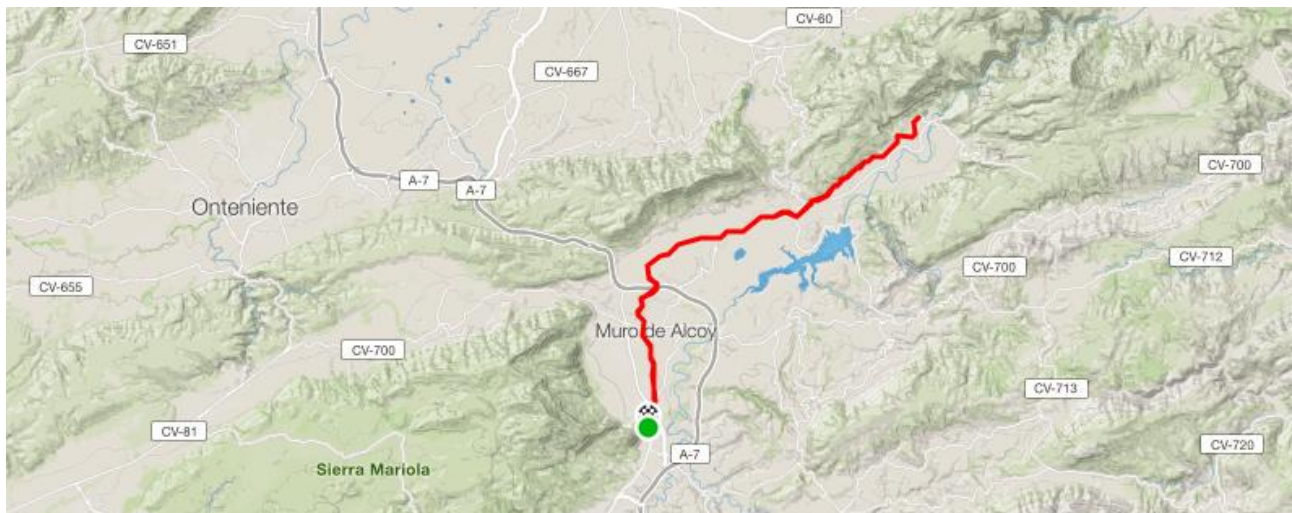 CV-60
CV-651
CV-667
CV-700
A-7
A-7
Onteniente
CV-712
CV-700
CV-655
Muro de Alcoy
CV-700
CV-713
CV-81
CV-720
A-7
Sierra Mariola